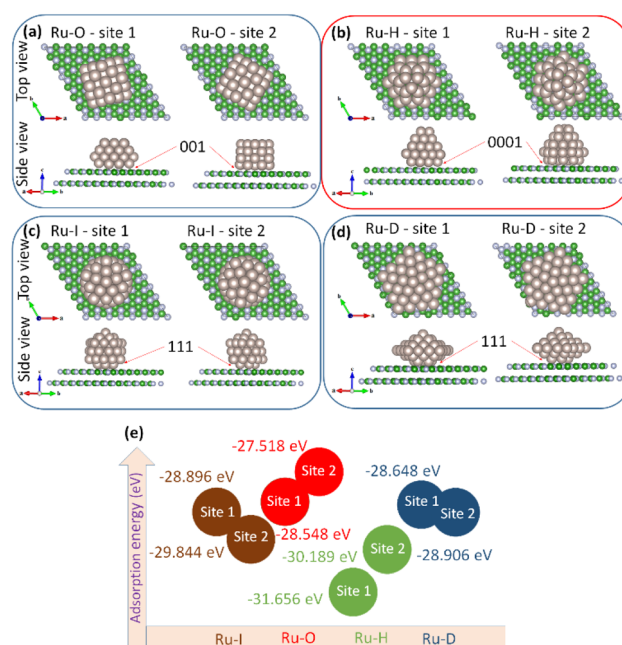 (a) Ru-O - site 1 Ru-O - site 2
Top view
b
a
Side view
001
c
a b
(b) Ru-H - site 1 Ru-H - site 2
b
a
0001
c
a b
(c) Ru-I - site 1 Ru-I - site 2
Top view
a
Side view
111
c
a b
(d) Ru-D - site 1 Ru-D - site 2
b
a
111
c
a b
(e)
Adsorption energy (eV)
-27.518 eV
-28.896 eV
-28.648 eV
Site 2
Site 1
Site 1
Site 1
Site 2
Site 2
-29.844 eV
-28.548 eV
-30.189 eV
Site 2
-28.906 eV
-31.656 eV
Site 1
Ru-I Ru-O Ru-H Ru-D